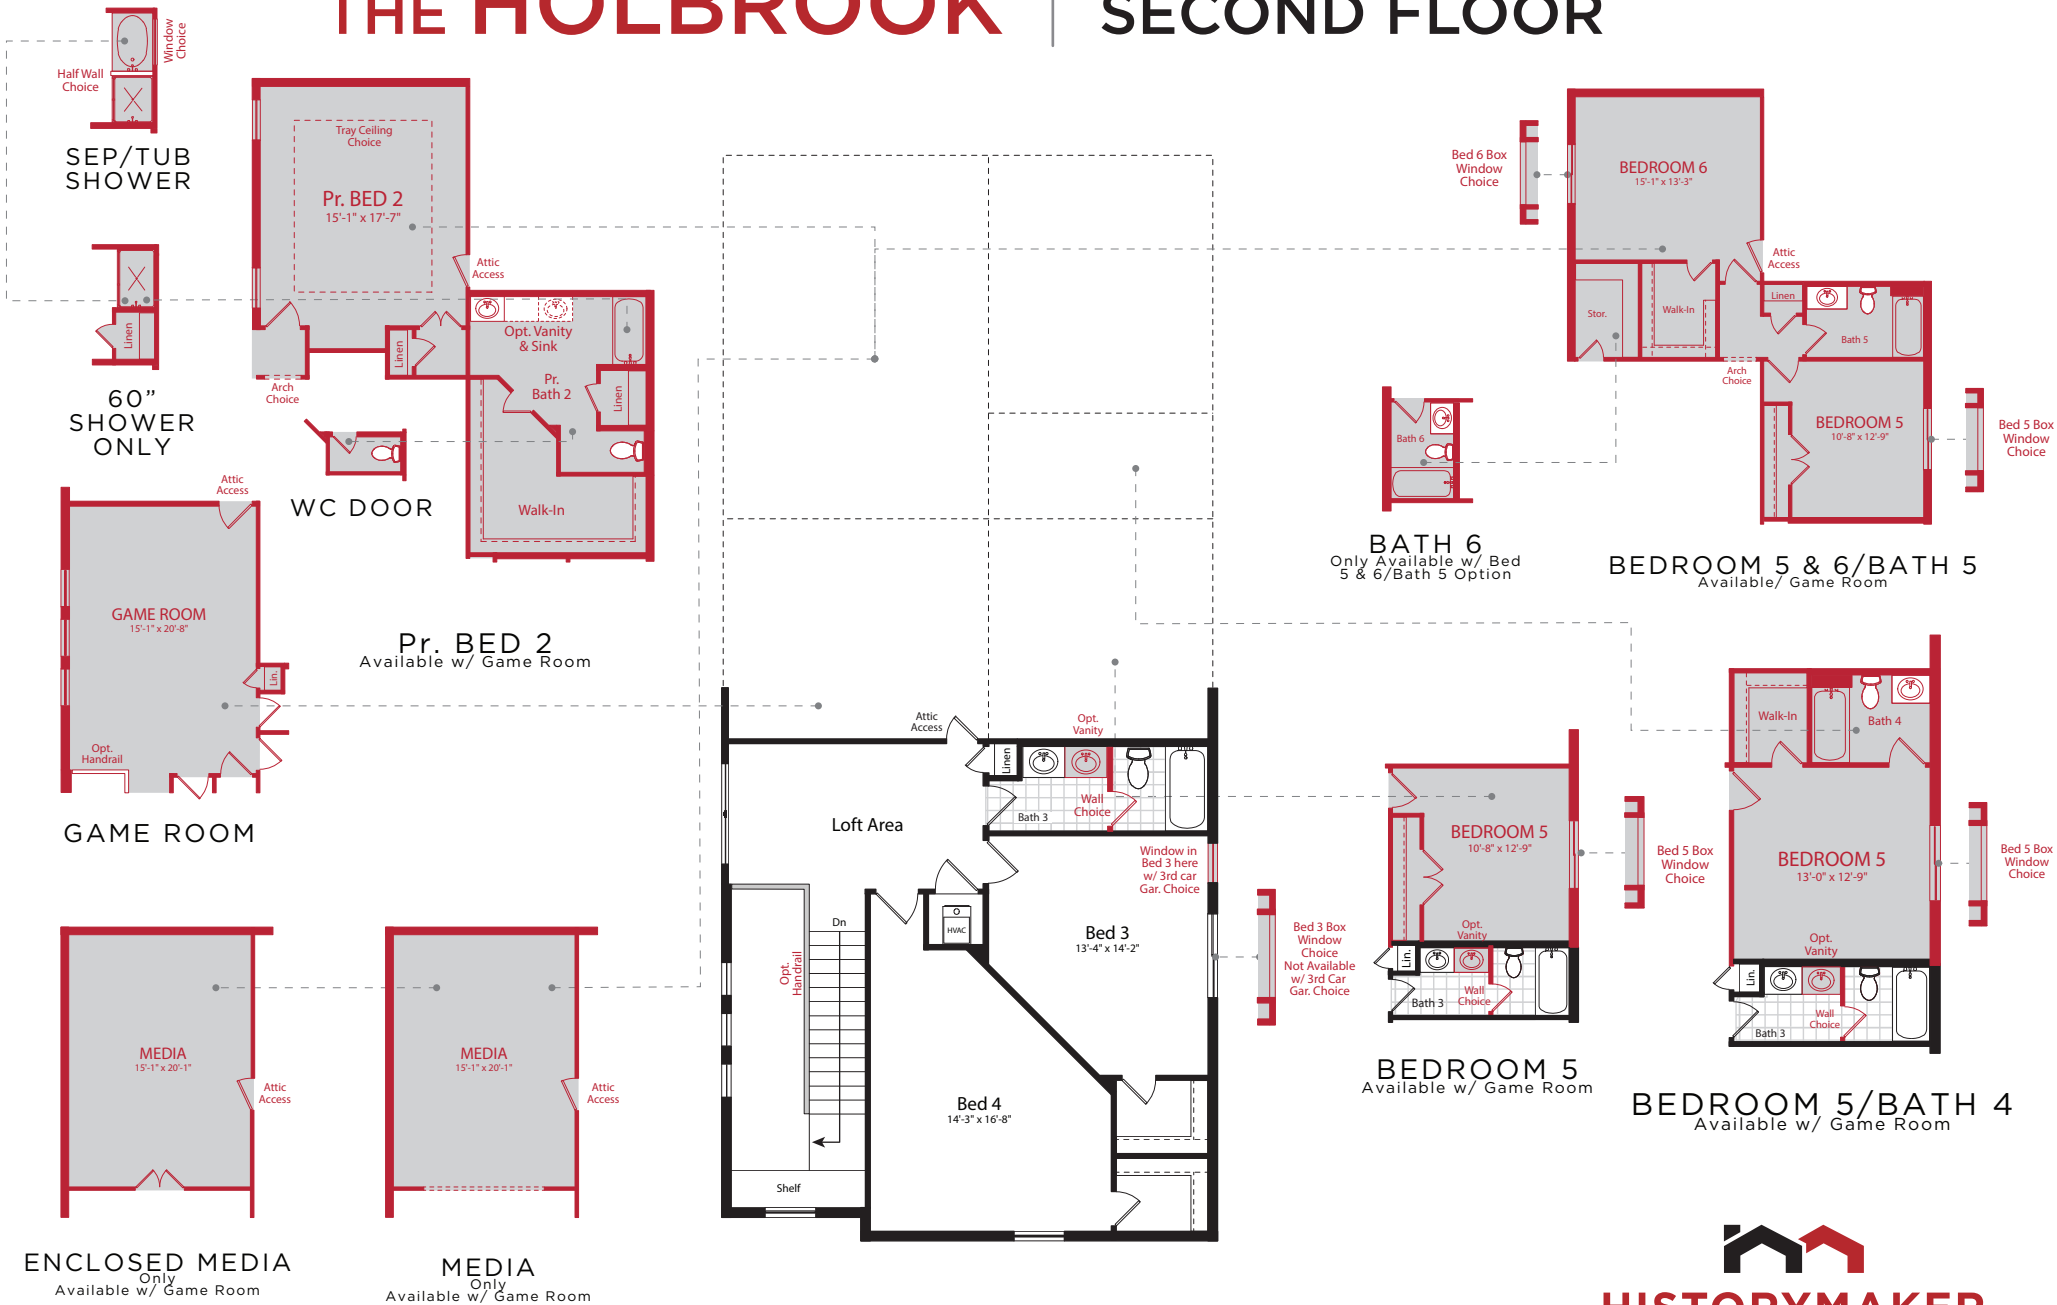 THE HOLBROOK | SECOND FLOOR
Window
Choice
Half Wall
Choice
SEP/TUB
SHOWER
60"
SHOWER
ONLY
Linen
Tray Ceiling
Choice
Pr. BED 2
15'-1" x 17'-7"
Attic
Access
Opt. Vanity
& Sink
Linen
Pr.
Bath 2
Linen
Arch
Choice
Walk-In
WC DOOR
Pr. BED 2
Available w/ Game Room
Attic
Access
GAME ROOM
15'-1" x 20'-8"
Lin.
Opt.
Handrail
GAME ROOM
MEDIA
15'-1" x 20'-1"
Attic
Access
ENCLOSED MEDIA
Only
Available w/ Game Room
MEDIA
15'-1" x 20'-1"
Attic
Access
MEDIA
Only
Available w/ Game Room
Attic
Access
Opt.
Vanity
Linen
Wall
Choice
Bath 3
Loft Area
Window in
Bed 3 here
w/ 3rd car
Gar. Choice
Dn
HVAC
Opt.
Handrail
Bed 3
13'-4" x 14'-2"
Bed 3 Box
Window
Choice
Not Available
w/ 3rd Car
Gar. Choice
Bed 4
14'-3" x 16'-8"
Shelf
Bed 6 Box
Window
Choice
BEDROOM 6
15'-1" x 13'-3"
Attic
Access
Stor.
Walk-In
Linen
Bath 5
Arch
Choice
BEDROOM 5
10'-8" x 12'-9"
Bed 5 Box
Window
Choice
Bath 6
BATH 6
Only Available w/ Bed
5 & 6/Bath 5 Option
BEDROOM 5 & 6/BATH 5
Available/ Game Room
BEDROOM 5
10'-8" x 12'-9"
Bed 5 Box
Window
Choice
Opt.
Vanity
Lin.
Wall
Choice
Bath 3
BEDROOM 5
Available w/ Game Room
Walk-In
Bath 4
BEDROOM 5
13'-0" x 12'-9"
Bed 5 Box
Window
Choice
Opt.
Vanity
Lin.
Wall
Choice
Bath 3
BEDROOM 5/BATH 4
Available w/ Game Room
HISTORYMAKER